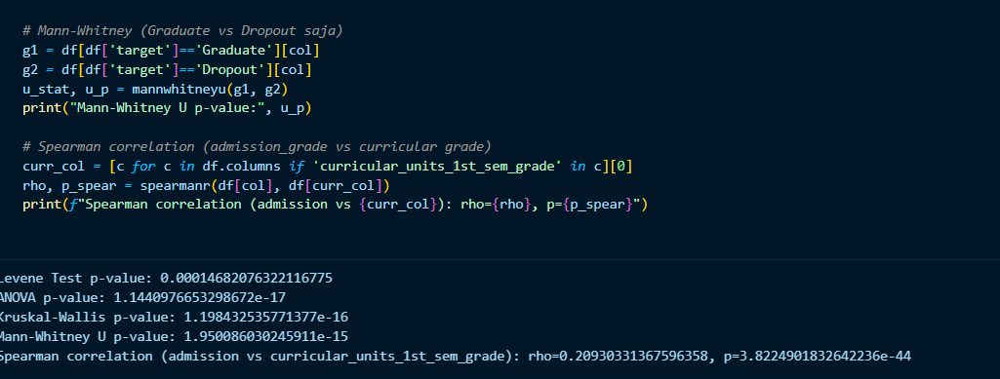 # Mann-Whitney (Graduate vs Dropout saja)
g1 = df[df['target']=='Graduate'][col]
g2 = df[df['target']=='Dropout'][col]
u_stat, u_p = mannwhitneyu(g1, g2)
print("Mann-Whitney U p-value:", u_p)
# Spearman correlation (admission_grade vs curricular grade)
curr_col = [c for c in df.columns if 'curricular_units_1st_sem_grade' in c][0]
rho, p_spear = spearmanr(df[col], df[curr_col])
print(f"Spearman correlation (admission vs {curr_col}): rho={rho}, p={p_spear}")
Levene Test p-value: 0.00014682076322116775
ANOVA p-value: 1.1440976653298672e-17
Kruskal-Wallis p-value: 1.198432535771377e-16
Mann-Whitney U p-value: 1.950086030245911e-15
Spearman correlation (admission vs curricular_units_1st_sem_grade): rho=0.20930331367596358, p=3.8224901832642236e-44